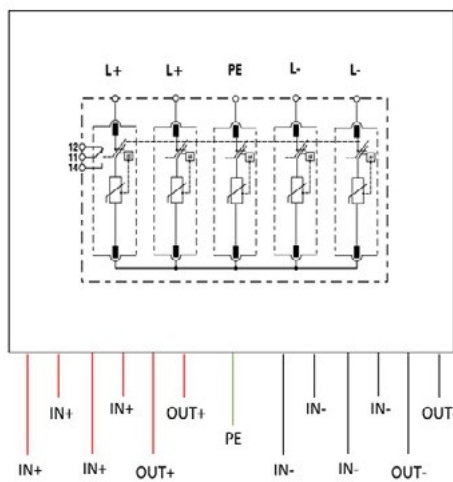 L+ L+ PE L- L-
12
11
14
IN+ IN+ OUT+ IN- IN- OUT-
PE
IN+ IN+ OUT+ IN- IN- OUT-